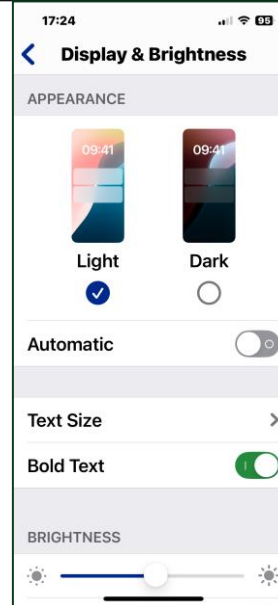 17:24 95
Display & Brightness
APPEARANCE
09:41 09:41
Light Dark
Automatic
Text Size
Bold Text
BRIGHTNESS